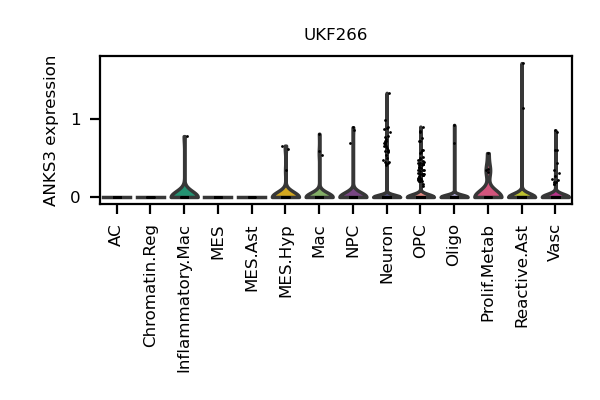 UKF266
ANKS3 expression
1
0
AC
Chromatin.Reg
Inflammatory.Mac
MES
MES.Ast
MES.Hyp
Mac
NPC
Neuron
OPC
Oligo
Prolif.Metab
Reactive.Ast
Vasc